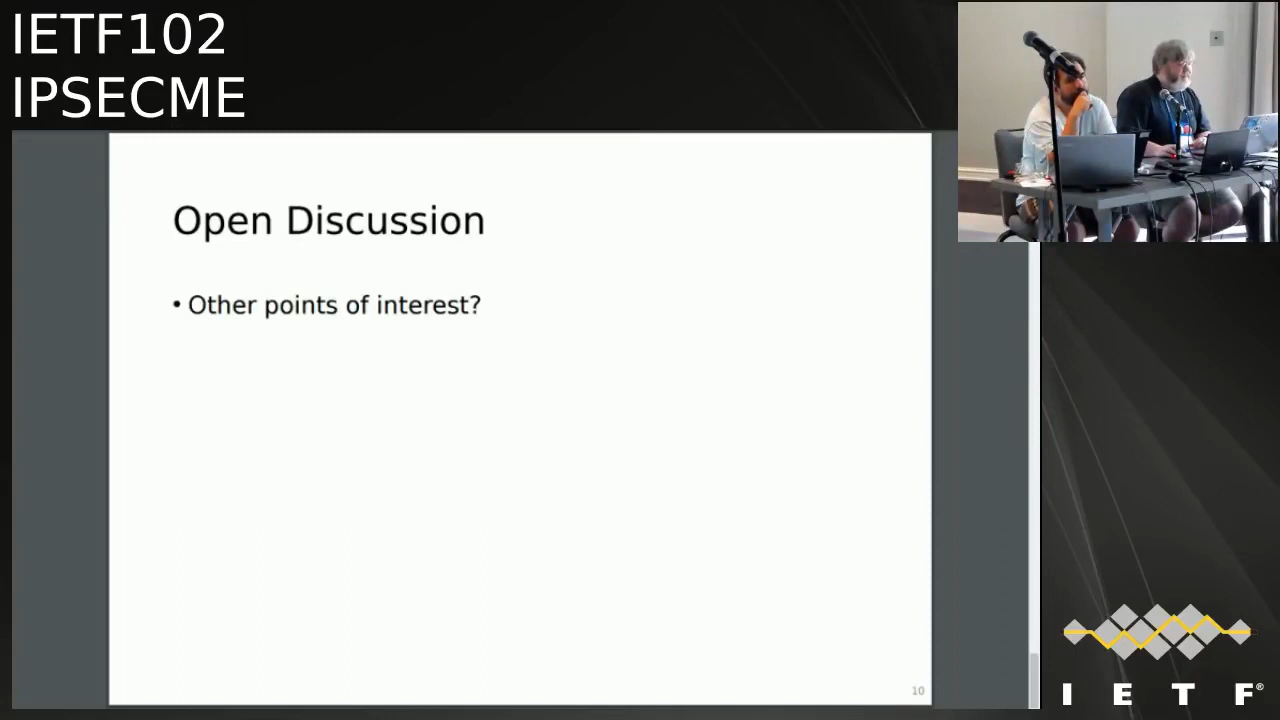 IETF102
IPSECME
Open Discussion
• Other points of interest?
10
I E T F®